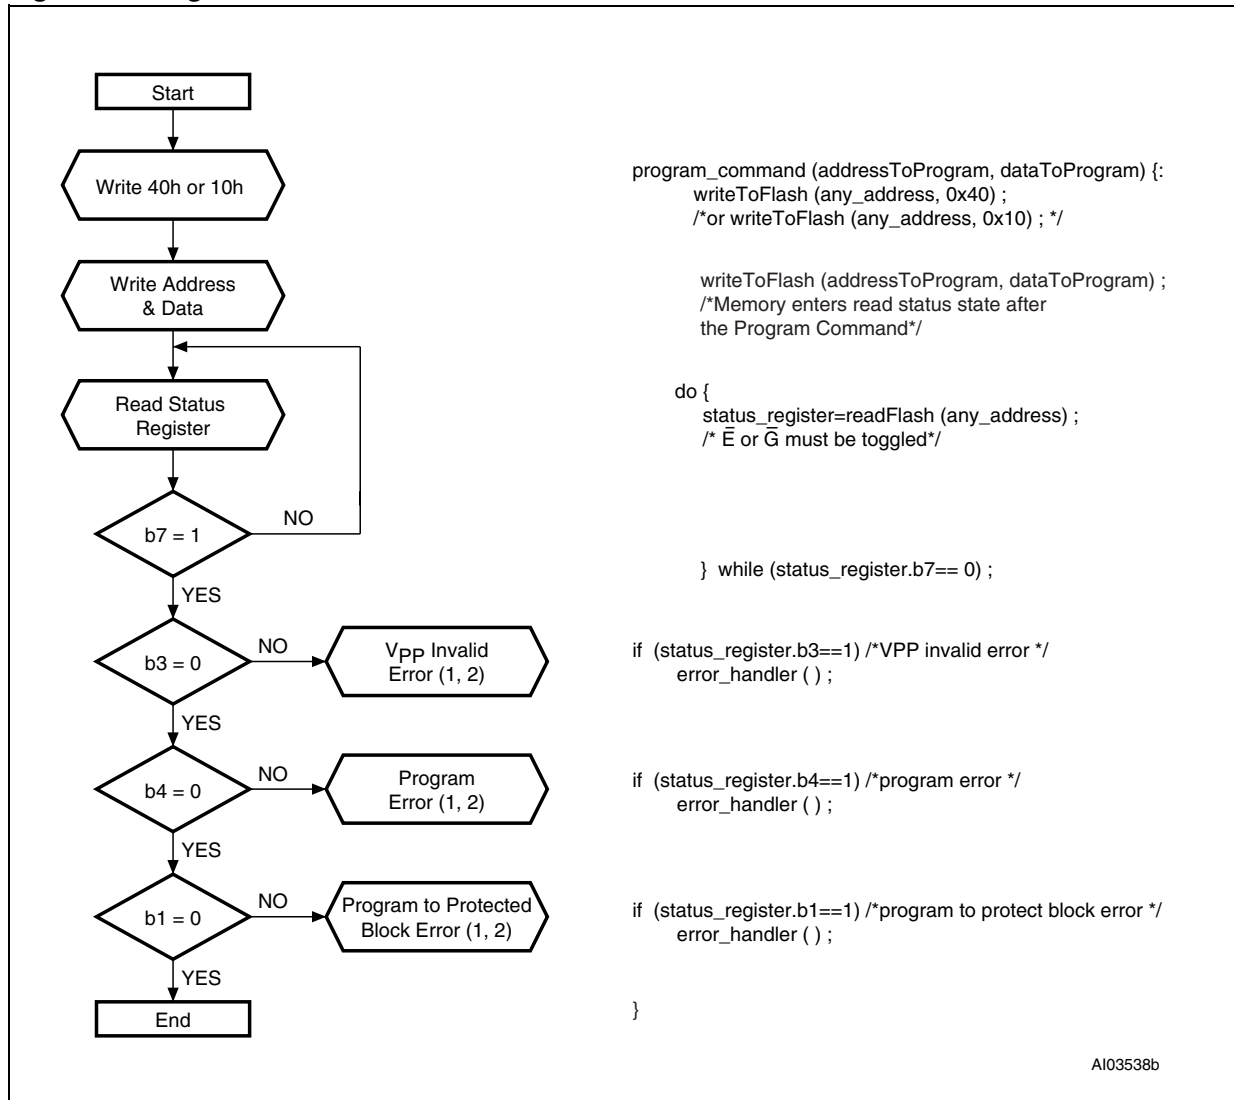 Start
Write 40h or 10h
program_command (addressToProgram, dataToProgram) {:
writeToFlash (any_address, 0x40) ;
/*or writeToFlash (any_address, 0x10) ; */
Write Address
& Data
writeToFlash (addressToProgram, dataToProgram) ;
/*Memory enters read status state after
the Program Command*/
Read Status
Register
do {
status_register=readFlash (any_address) ;
/* E̅ or G̅ must be toggled*/
b7 = 1
NO
YES
} while (status_register.b7== 0) ;
b3 = 0
NO
YES
VPP Invalid
Error (1, 2)
if (status_register.b3==1) /*VPP invalid error */
error_handler ( ) ;
b4 = 0
NO
YES
Program
Error (1, 2)
if (status_register.b4==1) /*program error */
error_handler ( ) ;
b1 = 0
NO
YES
Program to Protected
Block Error (1, 2)
if (status_register.b1==1) /*program to protect block error */
error_handler ( ) ;
End
}
AI03538b